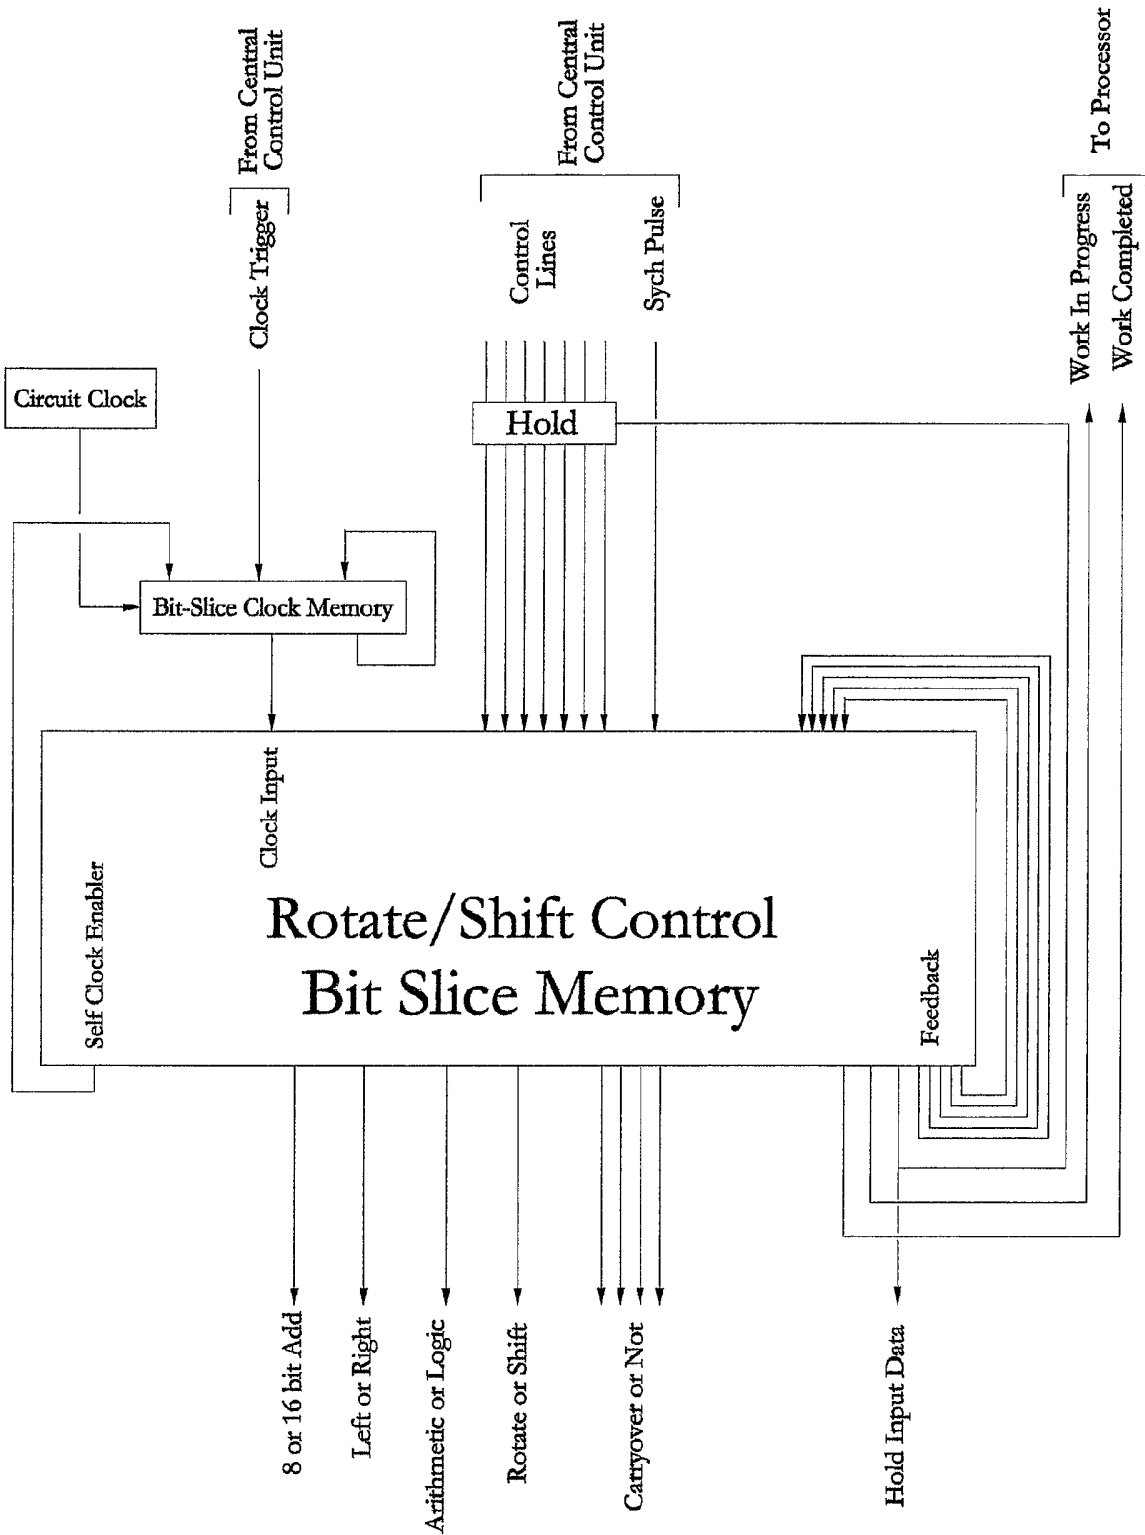 From Central
Control Unit
From Central
Control Unit
To Processor
Clock Trigger
Control
Lines
Sych Pulse
Work In Progress
Work Completed
Circuit Clock
Hold
Bit-Slice Clock Memory
Clock Input
Self Clock Enabler
Rotate/Shift Control
Bit Slice Memory
Feedback
8 or 16 bit Add
Left or Right
Arithmetic or Logic
Rotate or Shift
Carryover or Not
Hold Input Data